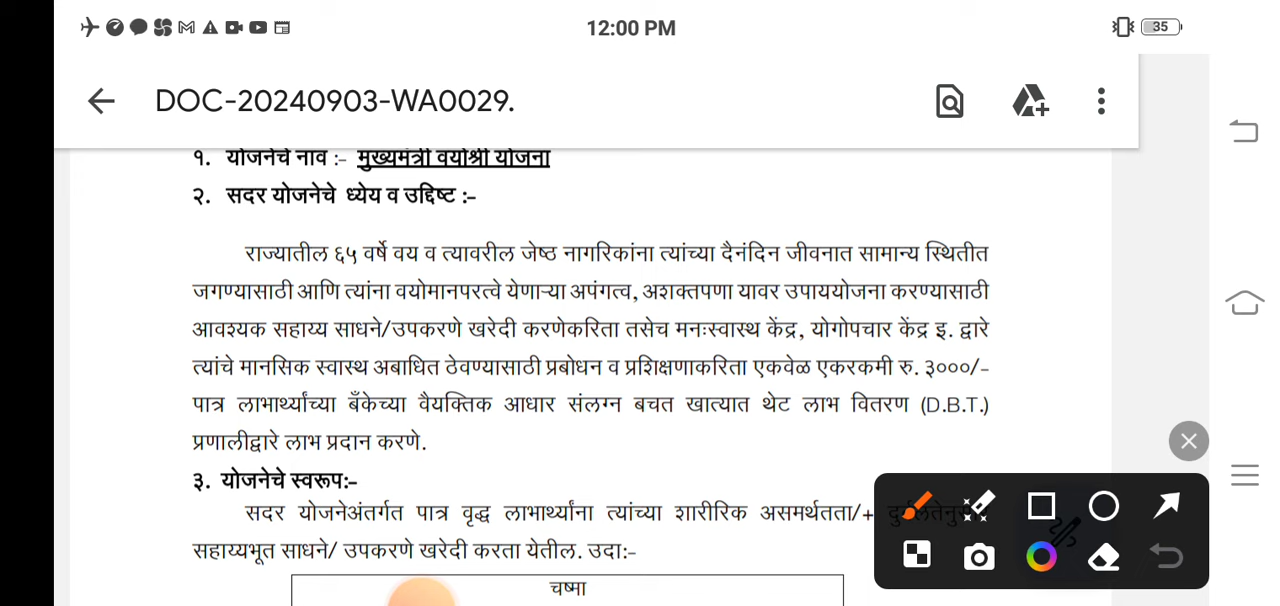 12:00 PM
35
DOC-20240903-WA0029.
१. योजनेचे नाव :- मुख्यमंत्री वयोश्री योजना
२. सदर योजनेचे ध्येय व उद्दिष्ट :-
राज्यातील ६५ वर्षे वय व त्यावरील जेष्ठ नागरिकांना त्यांच्या दैनंदिन जीवनात सामान्य स्थितीत
जगण्यासाठी आणि त्यांना वयोमानपरत्वे येणाऱ्या अपंगत्व, अशक्तपणा यावर उपाययोजना करण्यासाठी
आवश्यक सहाय्य साधने/उपकरणे खरेदी करणेकरिता तसेच मनःस्वास्थ केंद्र, योगोपचार केंद्र इ. द्वारे
त्यांचे मानसिक स्वास्थ अबाधित ठेवण्यासाठी प्रबोधन व प्रशिक्षणाकरिता एकवेळ एकरकमी रु. ३०००/-
पात्र लाभार्थ्यांच्या बँकेच्या वैयक्तिक आधार संलग्न बचत खात्यात थेट लाभ वितरण (D.B.T.)
प्रणालीद्वारे लाभ प्रदान करणे.
३. योजनेचे स्वरूप:-
सदर योजनेअंतर्गत पात्र वृद्ध लाभार्थ्यांना त्यांच्या शारीरिक असमर्थतता/+
सहाय्यभूत साधने/ उपकरणे खरेदी करता येतील. उदा:-
चष्मा